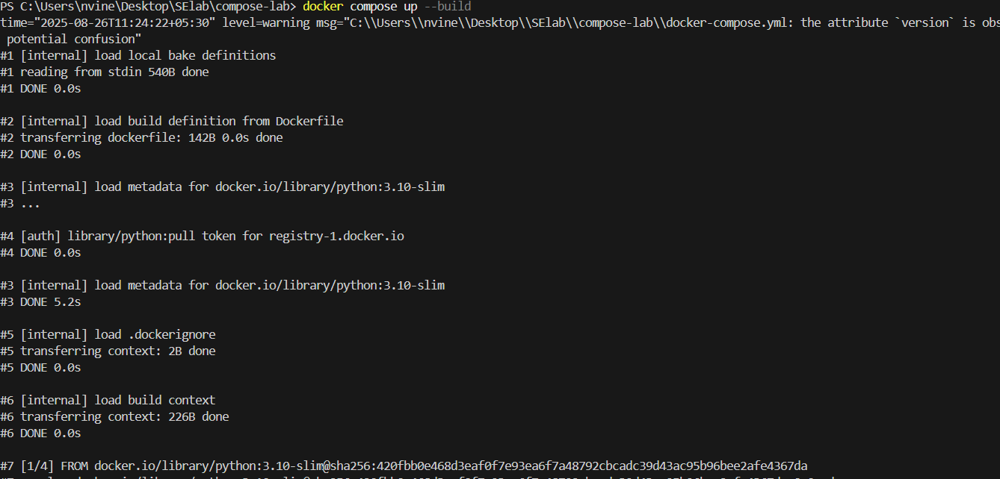 PS C:\Users\nvine\Desktop\SElab\compose-lab> docker compose up --build
time="2025-08-26T11:24:22+05:30" level=warning msg="C:\\Users\\nvine\\Desktop\\SElab\\compose-lab\\docker-compose.yml: the attribute `version` is obs
potential confusion"
#1 [internal] load local bake definitions
#1 reading from stdin 540B done
#1 DONE 0.0s
#2 [internal] load build definition from Dockerfile
#2 transferring dockerfile: 142B 0.0s done
#2 DONE 0.0s
#3 [internal] load metadata for docker.io/library/python:3.10-slim
#3 ...
#4 [auth] library/python:pull token for registry-1.docker.io
#4 DONE 0.0s
#3 [internal] load metadata for docker.io/library/python:3.10-slim
#3 DONE 5.2s
#5 [internal] load .dockerignore
#5 transferring context: 2B done
#5 DONE 0.0s
#6 [internal] load build context
#6 transferring context: 226B done
#6 DONE 0.0s
#7 [1/4] FROM docker.io/library/python:3.10-slim@sha256:420fbb0e468d3eaf0f7e93ea6f7a48792cbcadc39d43ac95b96bee2afe4367da